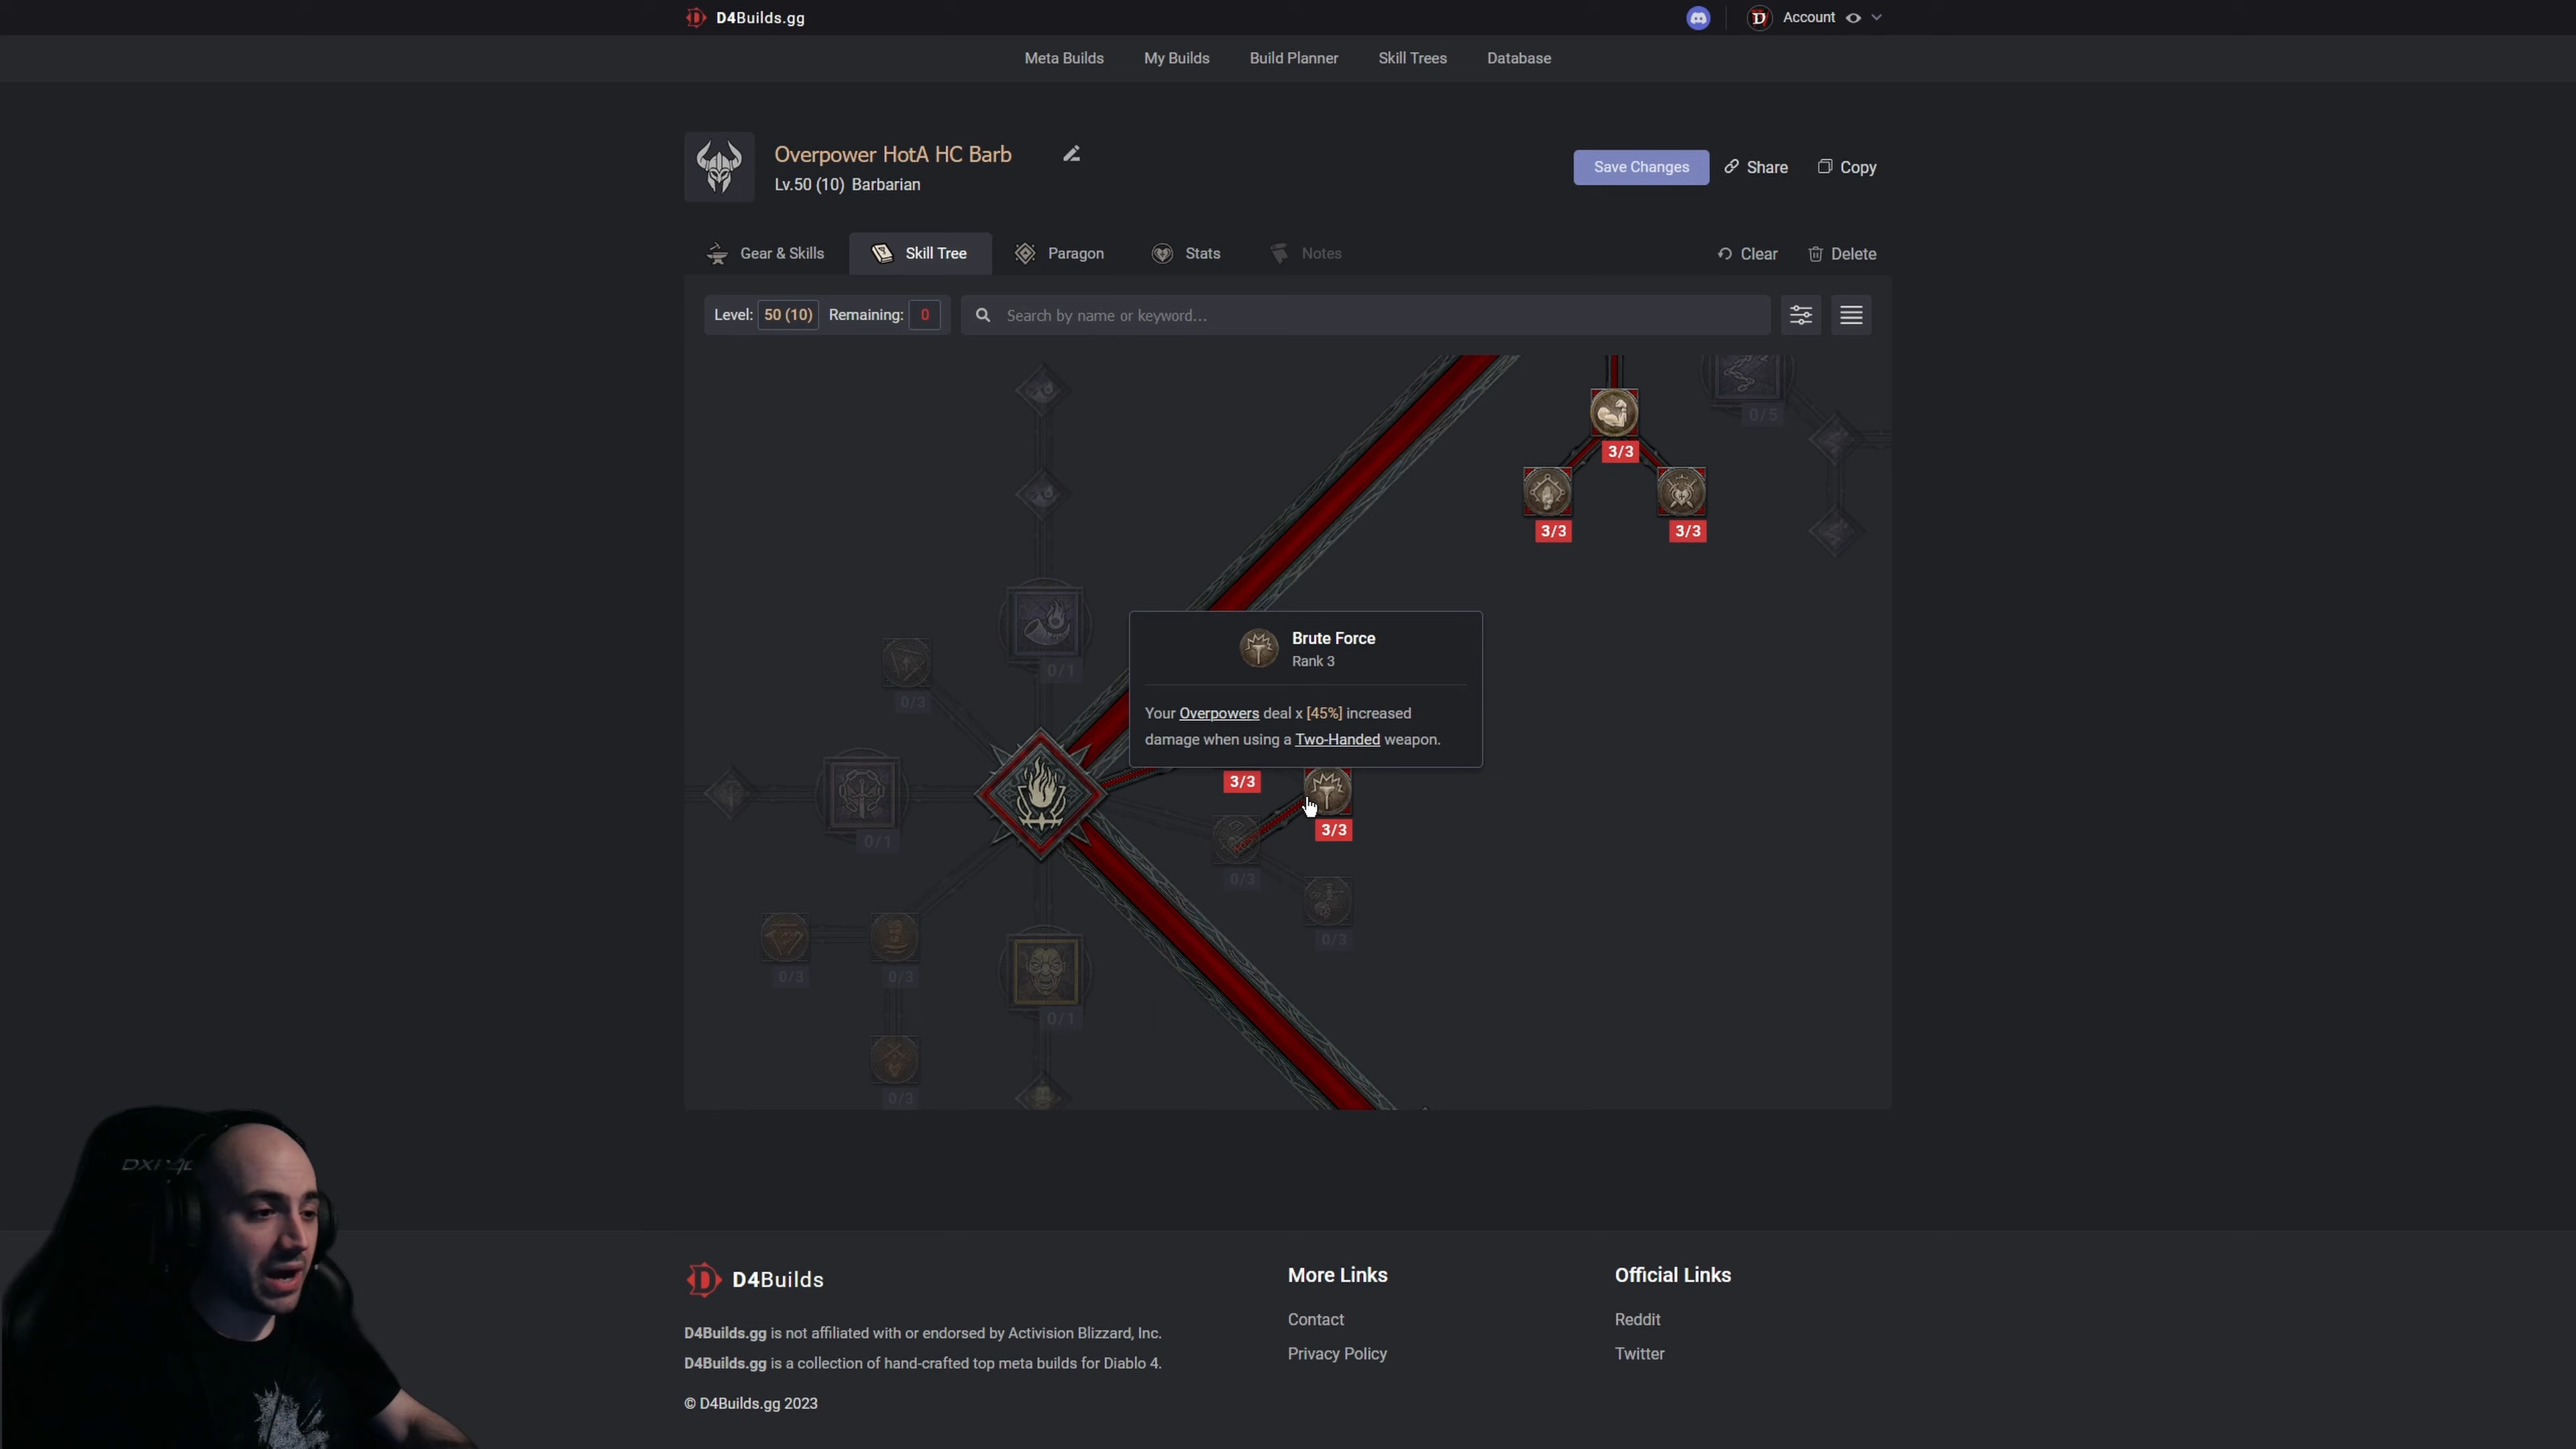 D4Builds.gg
Account
Meta Builds
My Builds
Build Planner
Skill Trees
Database
Overpower HotA HC Barb
Lv.50 (10) Barbarian
Save Changes
Share
Copy
Gear & Skills
Skill Tree
Paragon
Stats
Notes
Clear
Delete
Level: 50 (10) Remaining: 0
Search by name or keyword...
0/5
3/3
3/3
3/3
Brute Force
Rank 3
Your Overpowers deal x [45%] increased
damage when using a Two-Handed weapon.
0/1
0/3
3/3
3/3
0/1
0/3
0/3
0/3
0/3
0/1
0/3
D4Builds
D4Builds.gg is not affiliated with or endorsed by Activision Blizzard, Inc.
D4Builds.gg is a collection of hand-crafted top meta builds for Diablo 4.
© D4Builds.gg 2023
More Links
Contact
Privacy Policy
Official Links
Reddit
Twitter